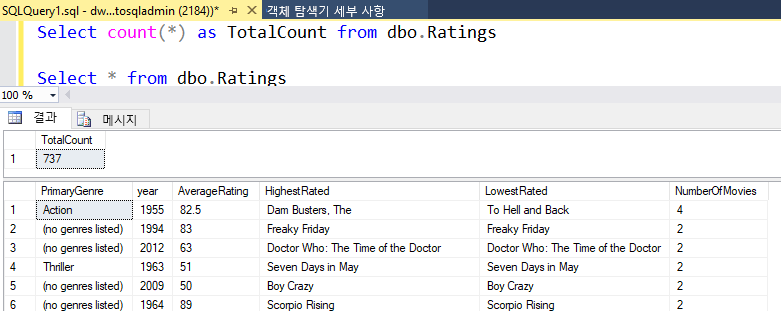 SQLQuery1.sql - dw...tosqladmin (2184))* 객체 탐색기 세부 사항
Select count(*) as TotalCount from dbo.Ratings
Select * from dbo.Ratings
100 %
결과 메시지
TotalCount
1 737
PrimaryGenre year AverageRating HighestRated LowestRated NumberOfMovies
1 Action 1955 82.5 Dam Busters, The To Hell and Back 4
2 (no genres listed) 1994 83 Freaky Friday Freaky Friday 2
3 (no genres listed) 2012 63 Doctor Who: The Time of the Doctor Doctor Who: The Time of the Doctor 2
4 Thriller 1963 51 Seven Days in May Seven Days in May 2
5 (no genres listed) 2009 50 Boy Crazy Boy Crazy 2
6 (no genres listed) 1964 89 Scorpio Rising Scorpio Rising 2